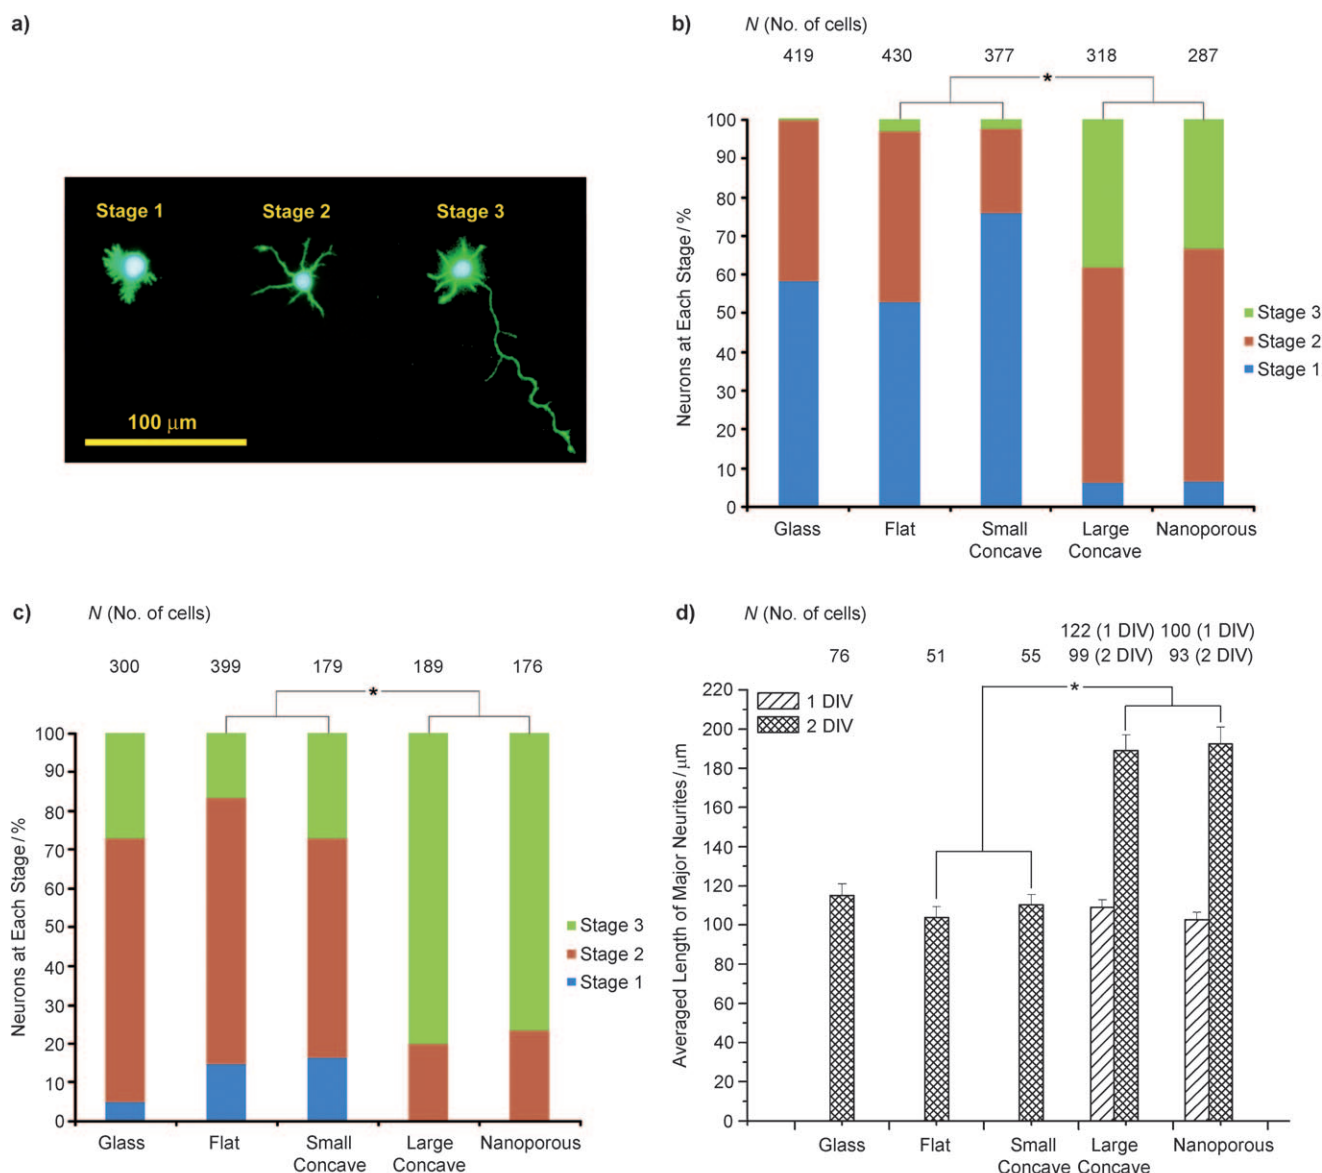 a)
Stage 1
Stage 2
Stage 3
100 μm
b)
N (No. of cells)
419 430 377 318 287
*
Neurons at Each Stage / %
100
90
80
70
60
50
40
30
20
10
0
Stage 3
Stage 2
Stage 1
Glass Flat Small Concave Large Concave Nanoporous
c)
N (No. of cells)
300 399 179 189 176
*
Neurons at Each Stage / %
100
90
80
70
60
50
40
30
20
10
0
Stage 3
Stage 2
Stage 1
Glass Flat Small Concave Large Concave Nanoporous
d)
N (No. of cells)
122 (1 DIV) 100 (1 DIV)
76 51 55 99 (2 DIV) 93 (2 DIV)
*
1 DIV
2 DIV
Averaged Length of Major Neurites / μm
220
200
180
160
140
120
100
80
60
40
20
0
Glass Flat Small Concave Large Concave Nanoporous